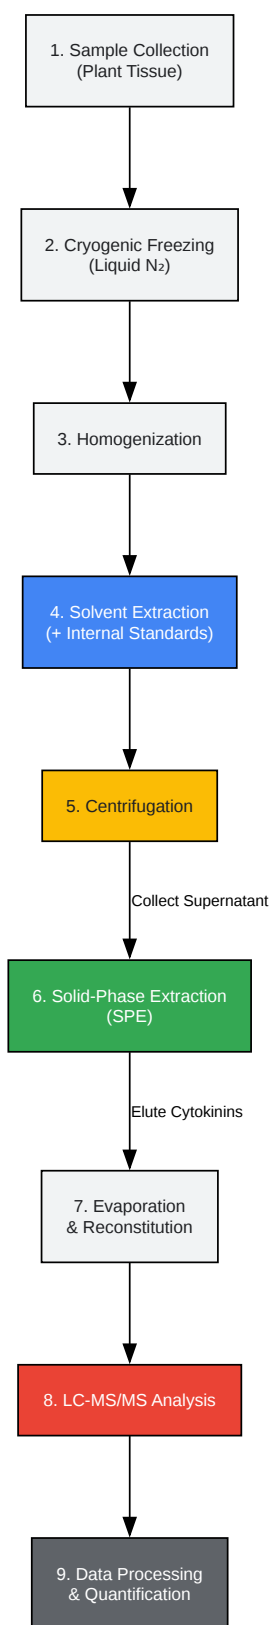 1. Sample Collection
(Plant Tissue)
2. Cryogenic Freezing
(Liquid N₂)
3. Homogenization
4. Solvent Extraction
(+ Internal Standards)
5. Centrifugation
Collect Supernatant
6. Solid-Phase Extraction
(SPE)
Elute Cytokinins
7. Evaporation
& Reconstitution
8. LC-MS/MS Analysis
9. Data Processing
& Quantification